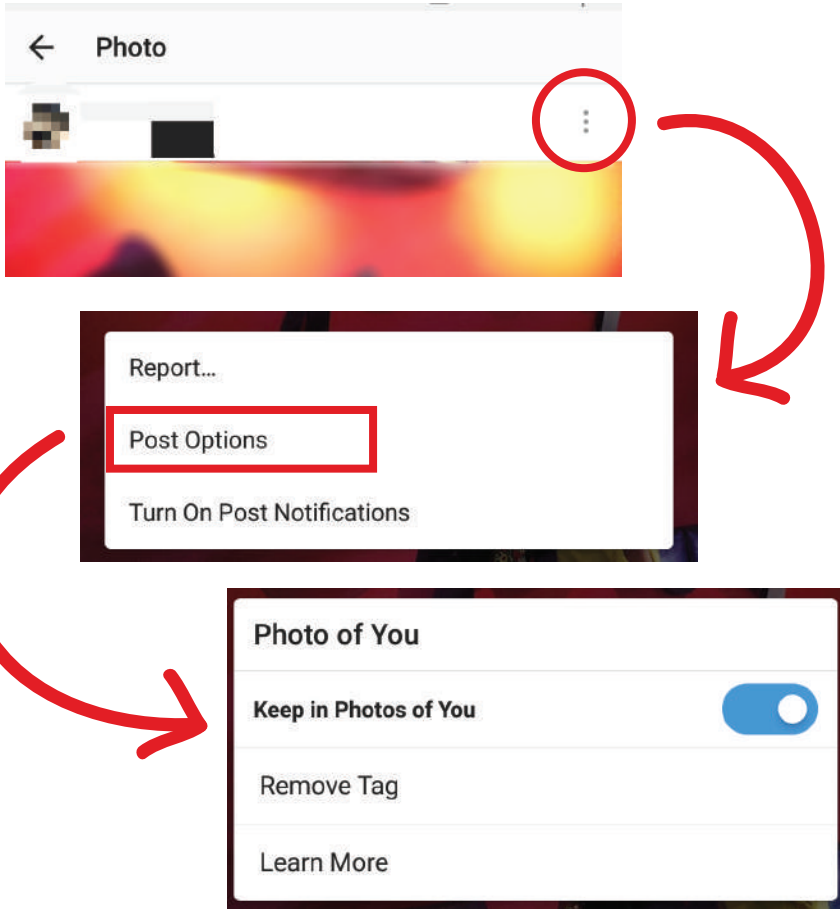 Photo
Report...
Post Options
Turn On Post Notifications
Photo of You
Keep in Photos of You
Remove Tag
Learn More